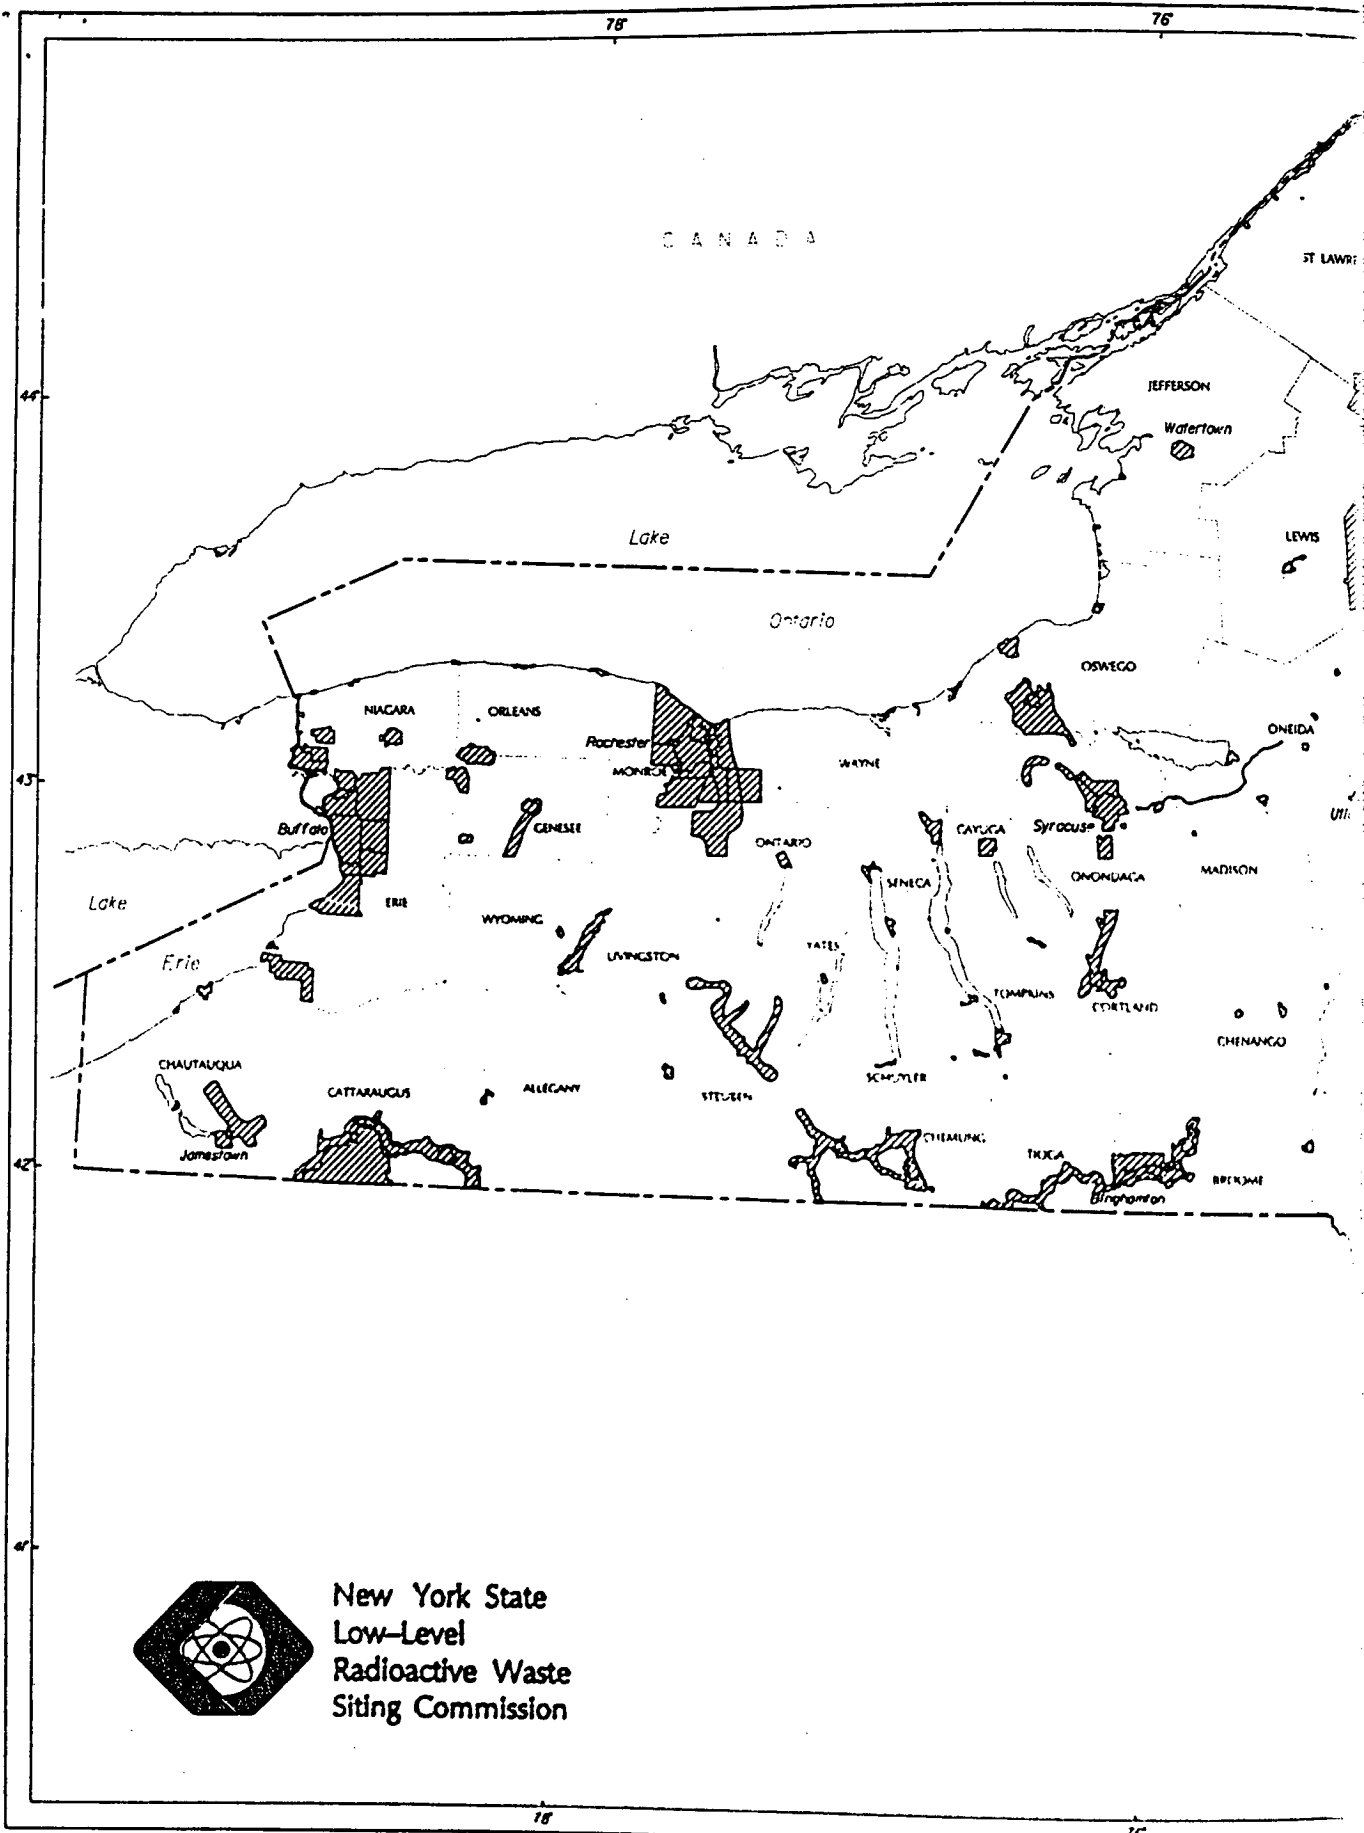 78°
76°
CANADA
ST LAWRE
44°
JEFFERSON
Watertown
Lake
LEWIS
Ontario
OSWEGO
NIAGARA
ORLEANS
ONEIDA
Rochester
WAYNE
MONROE
43°
Buffalo
GENESEE
CAYUGA
Syracuse
ONTARIO
MADISON
ONONDAGA
SENECA
Lake
ERIE
WYOMING
YATES
LIVINGSTON
Erie
TOMPKINS
CORTLAND
CHENANGO
CHAUTAUQUA
SCHUYLER
CATTARAUGUS
ALLEGANY
STEUBEN
CHEMUNG
Jamestown
TIOGA
42°
BROOME
Binghamton
41°
New York State
Low-Level
Radioactive Waste
Siting Commission
78°